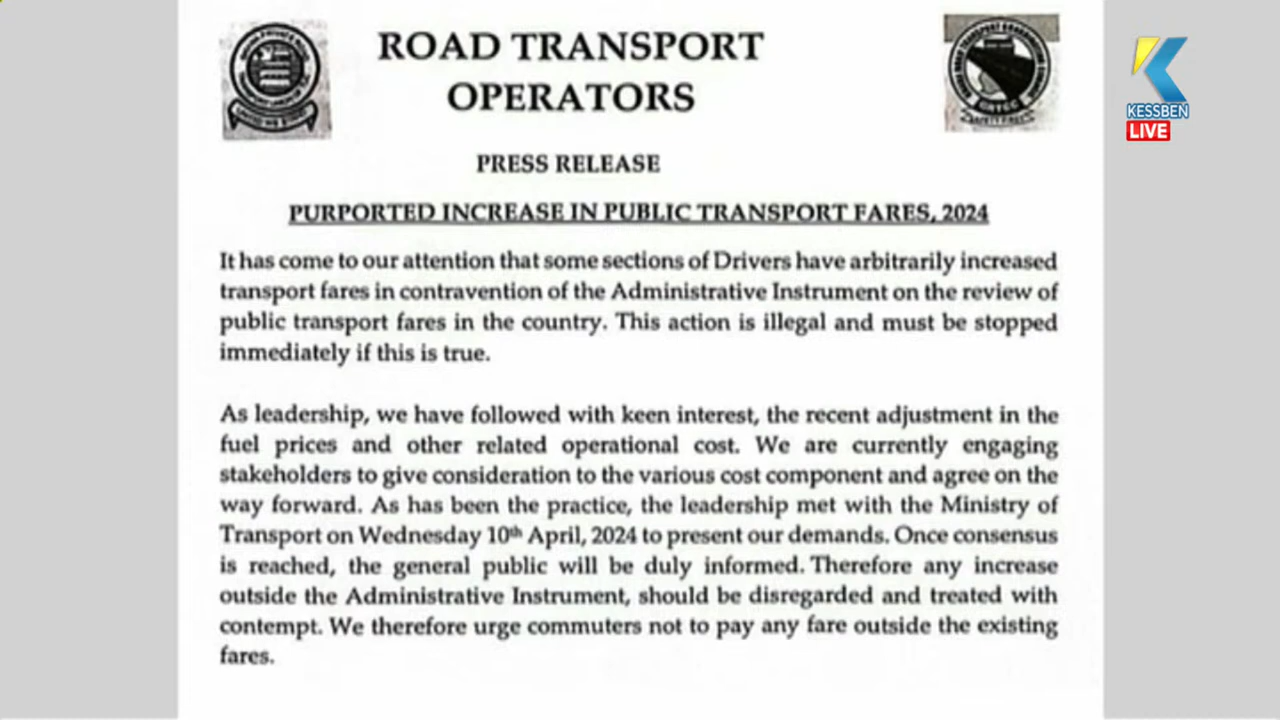 ROAD TRANSPORT
OPERATORS
KESSBEN
LIVE
PRESS RELEASE
PURPORTED INCREASE IN PUBLIC TRANSPORT FARES, 2024
It has come to our attention that some sections of Drivers have arbitrarily increased
transport fares in contravention of the Administrative Instrument on the review of
public transport fares in the country. This action is illegal and must be stopped
immediately if this is true.
As leadership, we have followed with keen interest, the recent adjustment in the
fuel prices and other related operational cost. We are currently engaging
stakeholders to give consideration to the various cost component and agree on the
way forward. As has been the practice, the leadership met with the Ministry of
Transport on Wednesday 10th April, 2024 to present our demands. Once consensus
is reached, the general public will be duly informed. Therefore any increase
outside the Administrative Instrument, should be disregarded and treated with
contempt. We therefore urge commuters not to pay any fare outside the existing
fares.